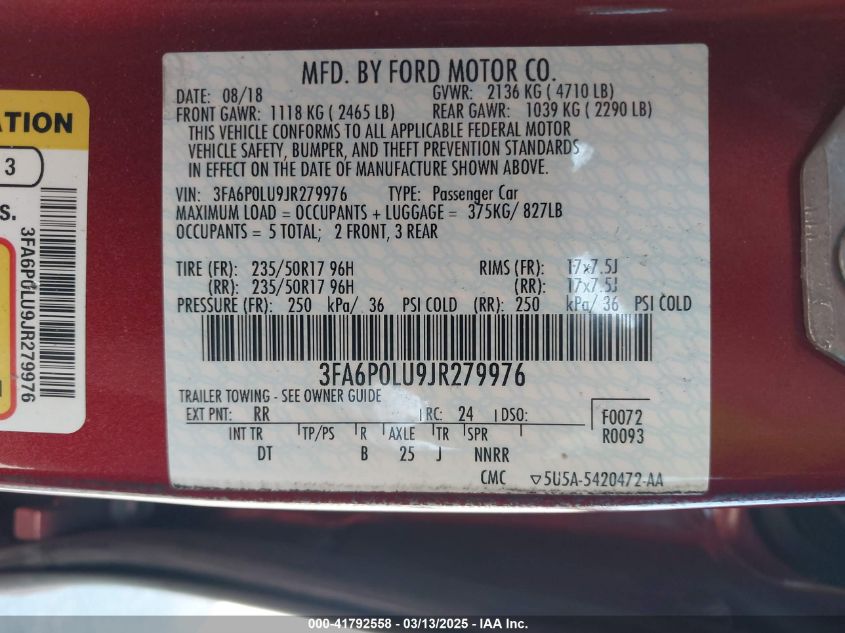 MFD. BY FORD MOTOR CO.
DATE: 08/18 GVWR: 2136 KG ( 4710 LB)
FRONT GAWR: 1118 KG ( 2465 LB) REAR GAWR: 1039 KG ( 2290 LB)
THIS VEHICLE CONFORMS TO ALL APPLICABLE FEDERAL MOTOR
VEHICLE SAFETY, BUMPER, AND THEFT PREVENTION STANDARDS
IN EFFECT ON THE DATE OF MANUFACTURE SHOWN ABOVE.
VIN: 3FA6P0LU9JR279976 TYPE: Passenger Car
MAXIMUM LOAD = OCCUPANTS + LUGGAGE = 375KG/ 827LB
OCCUPANTS = 5 TOTAL; 2 FRONT, 3 REAR
TIRE (FR): 235/50R17 96H RIMS (FR): 17x7.5J
(RR): 235/50R17 96H (RR): 17x7.5J
PRESSURE (FR): 250 kPa/ 36 PSI COLD (RR): 250 kPa/ 36 PSI COLD
3FA6P0LU9JR279976
TRAILER TOWING - SEE OWNER GUIDE
EXT PNT: RR RC: 24 DSO: F0072
INT TR TP/PS R AXLE TR SPR R0093
DT B 25 J NNRR
CMC 5U5A-5420472-AA
ATION
3
S.
3FA6P0LU9JR279976
000-41792558 - 03/13/2025 - IAA Inc.